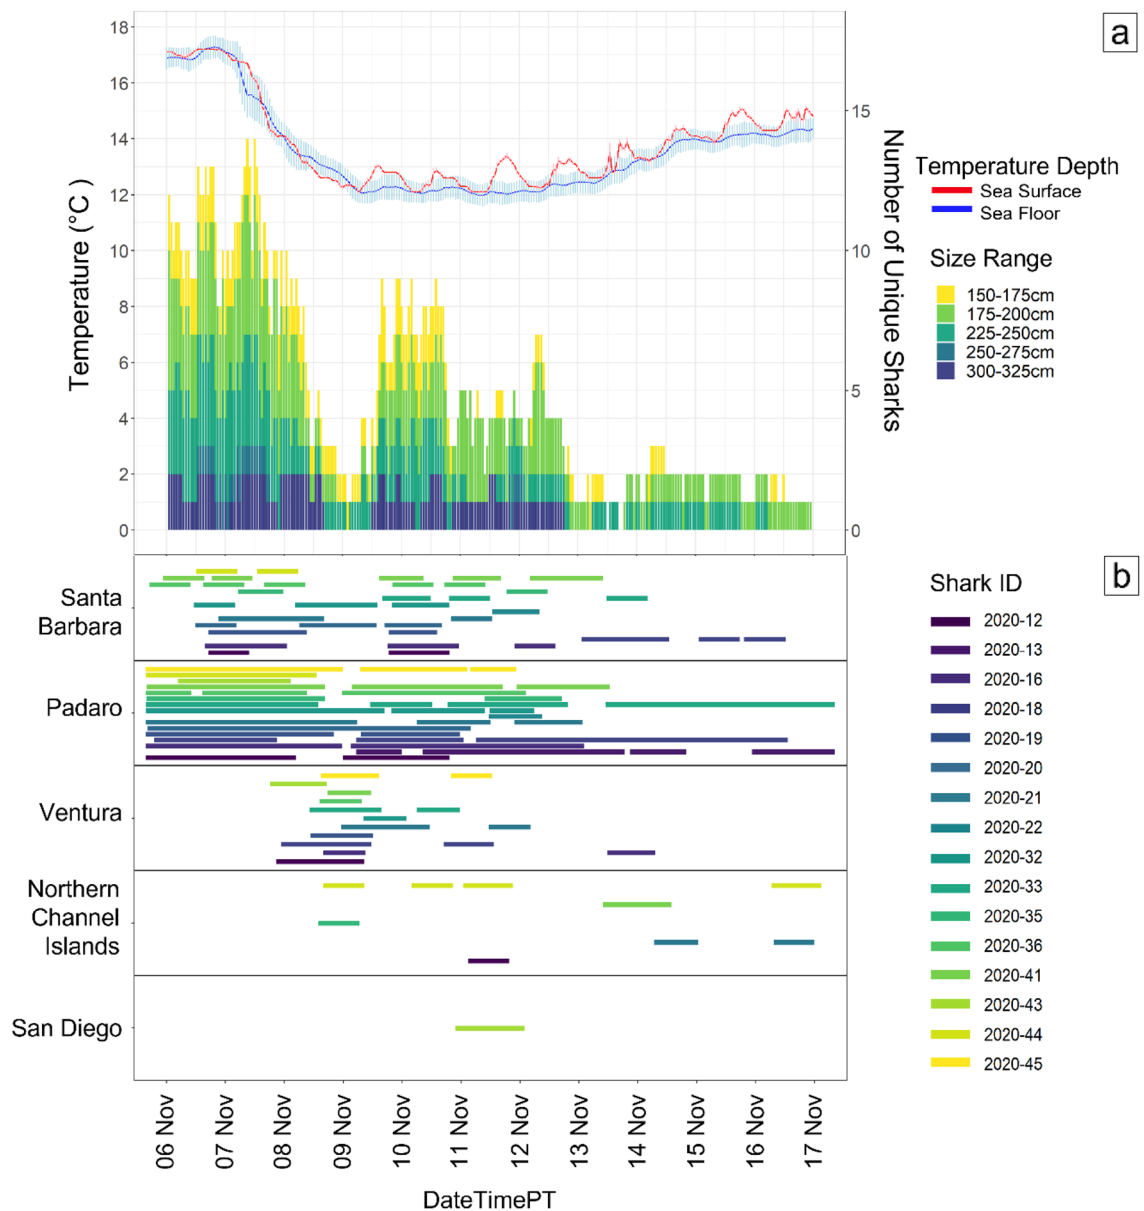 a
18
16
14
12
10
8
6
4
2
0
Temperature (°C )
15
10
5
0
Number of Unique Sharks
Temperature Depth
Sea Surface
Sea Floor
Size Range
150-175cm
175-200cm
225-250cm
250-275cm
300-325cm
b
Santa
Barbara
Padaro
Ventura
Northern
Channel
Islands
San Diego
Shark ID
2020-12
2020-13
2020-16
2020-18
2020-19
2020-20
2020-21
2020-22
2020-32
2020-33
2020-35
2020-36
2020-41
2020-43
2020-44
2020-45
06 Nov
07 Nov
08 Nov
09 Nov
10 Nov
11 Nov
12 Nov
13 Nov
14 Nov
15 Nov
16 Nov
17 Nov
DateTimePT